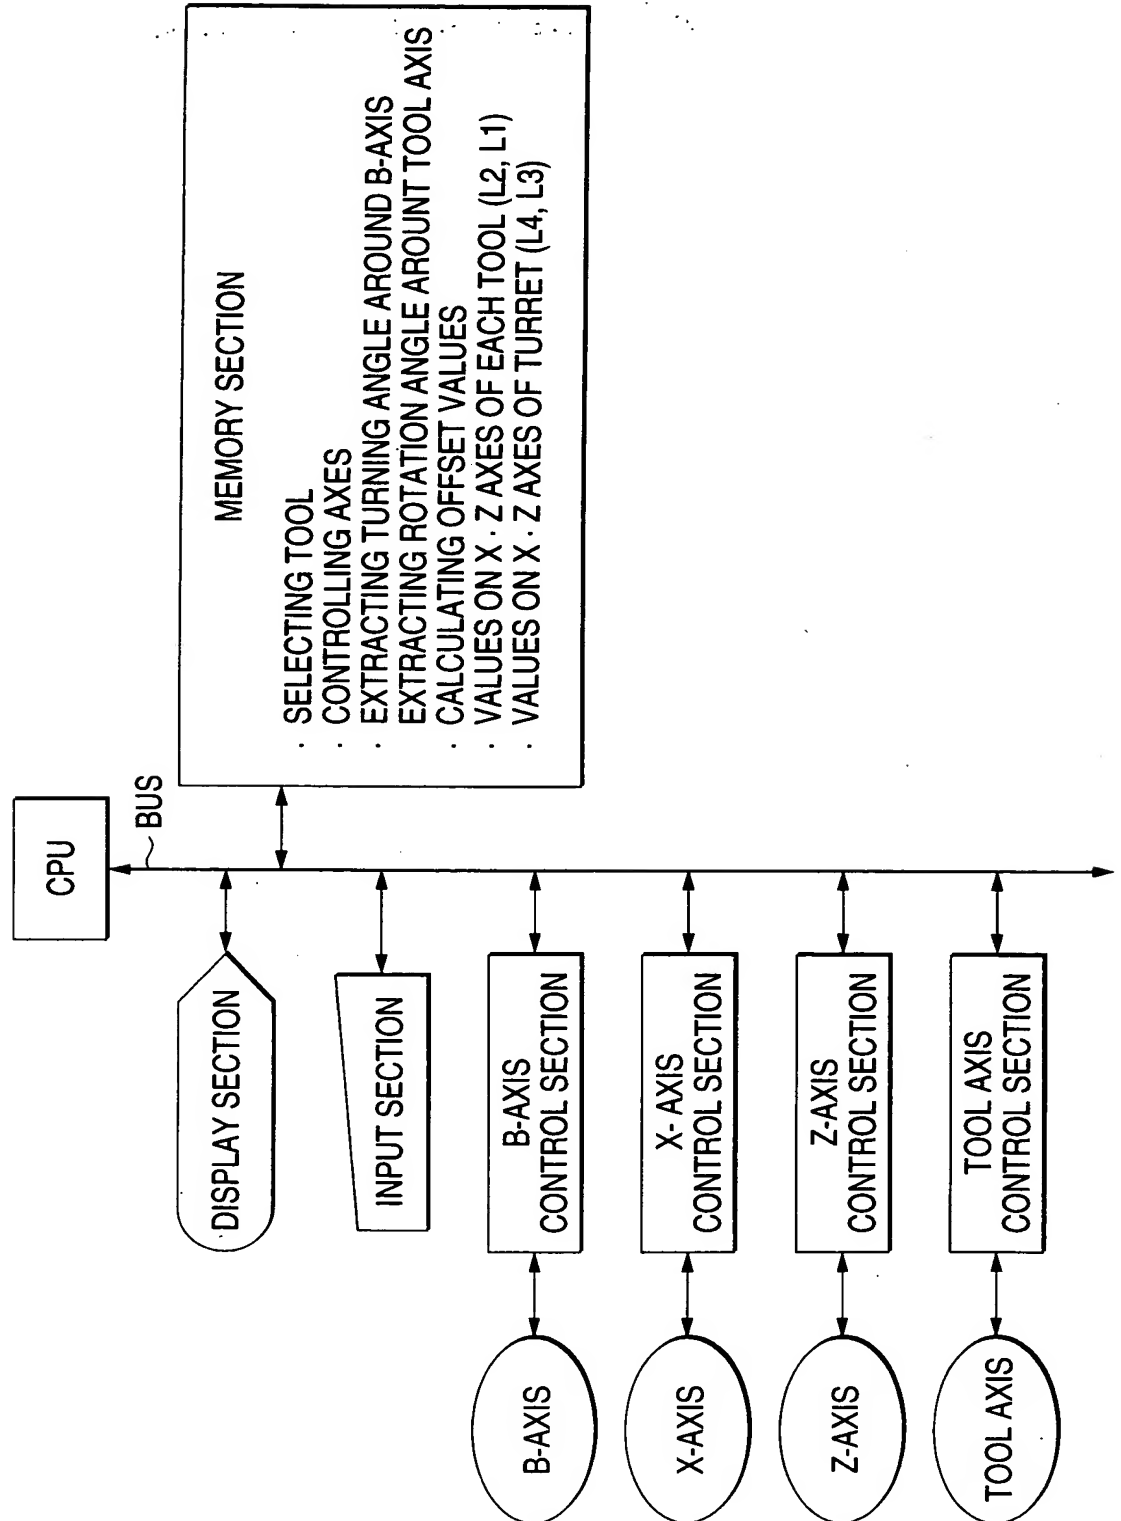 CPU
BUS
MEMORY SECTION
· SELECTING TOOL
· CONTROLLING AXES
· EXTRACTING TURNING ANGLE AROUND B-AXIS
EXTRACTING ROTATION ANGLE AROUNT TOOL AXIS
· CALCULATING OFFSET VALUES
· VALUES ON X · Z AXES OF EACH TOOL (L2, L1)
· VALUES ON X · Z AXES OF TURRET (L4, L3)
DISPLAY SECTION
INPUT SECTION
B-AXIS
CONTROL SECTION
B-AXIS
X- AXIS
CONTROL SECTION
X-AXIS
Z-AXIS
CONTROL SECTION
Z-AXIS
TOOL AXIS
CONTROL SECTION
TOOL AXIS